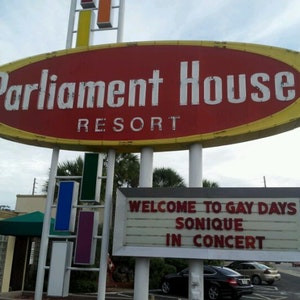 Parliament House
RESORT
WELCOME TO GAY DAYS
SONIQUE
IN CONCERT